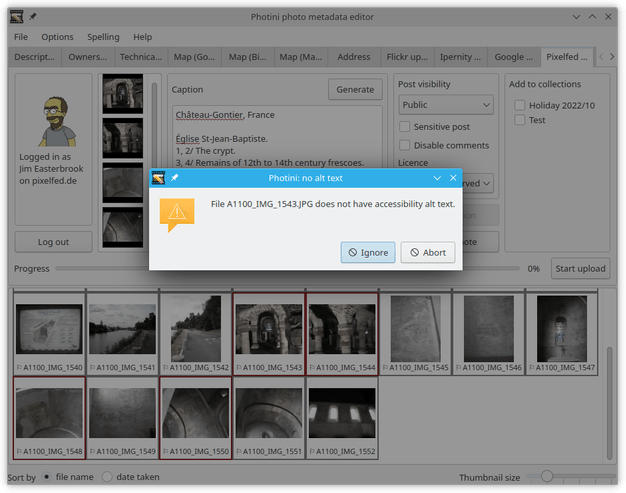 Photini photo metadata editor
File Options Spelling Help
Descript... Owners... Technica... Map (Go... Map (Bi... Map (Ma... Address Flickr up... Ipernity ... Google ... Pixelfed ...
Logged in as
Jim Easterbrook
on pixelfed.de
Log out
Caption
Generate
Château-Gontier, France
Église St-Jean-Baptiste.
1, 2/ The crypt.
3, 4/ Remains of 12th to 14th century frescoes.
Post visibility
Public
Sensitive post
Disable comments
Licence
Add to collections
Holiday 2022/10
Test
Photini: no alt text
File A1100_IMG_1543.JPG does not have accessibility alt text.
Ignore
Abort
Progress
0%
Start upload
A1100_IMG_1540 A1100_IMG_1541 A1100_IMG_1542 A1100_IMG_1543 A1100_IMG_1544 A1100_IMG_1545 A1100_IMG_1546 A1100_IMG_1547
A1100_IMG_1548 A1100_IMG_1549 A1100_IMG_1550 A1100_IMG_1551 A1100_IMG_1552
Sort by file name date taken Thumbnail size